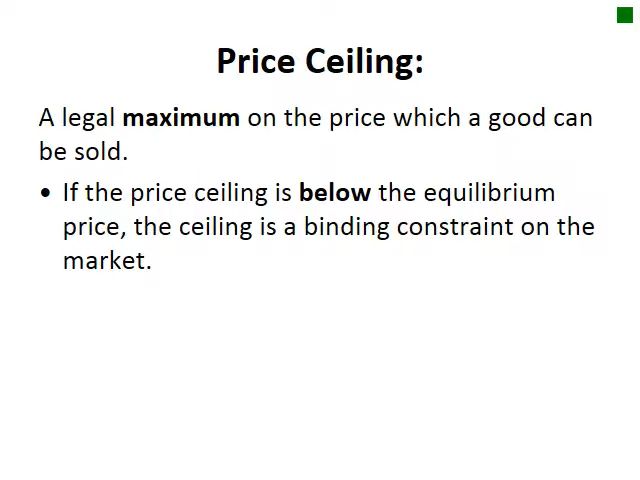 Price Ceiling:
A legal maximum on the price which a good can
be sold.
• If the price ceiling is below the equilibrium
price, the ceiling is a binding constraint on the
market.